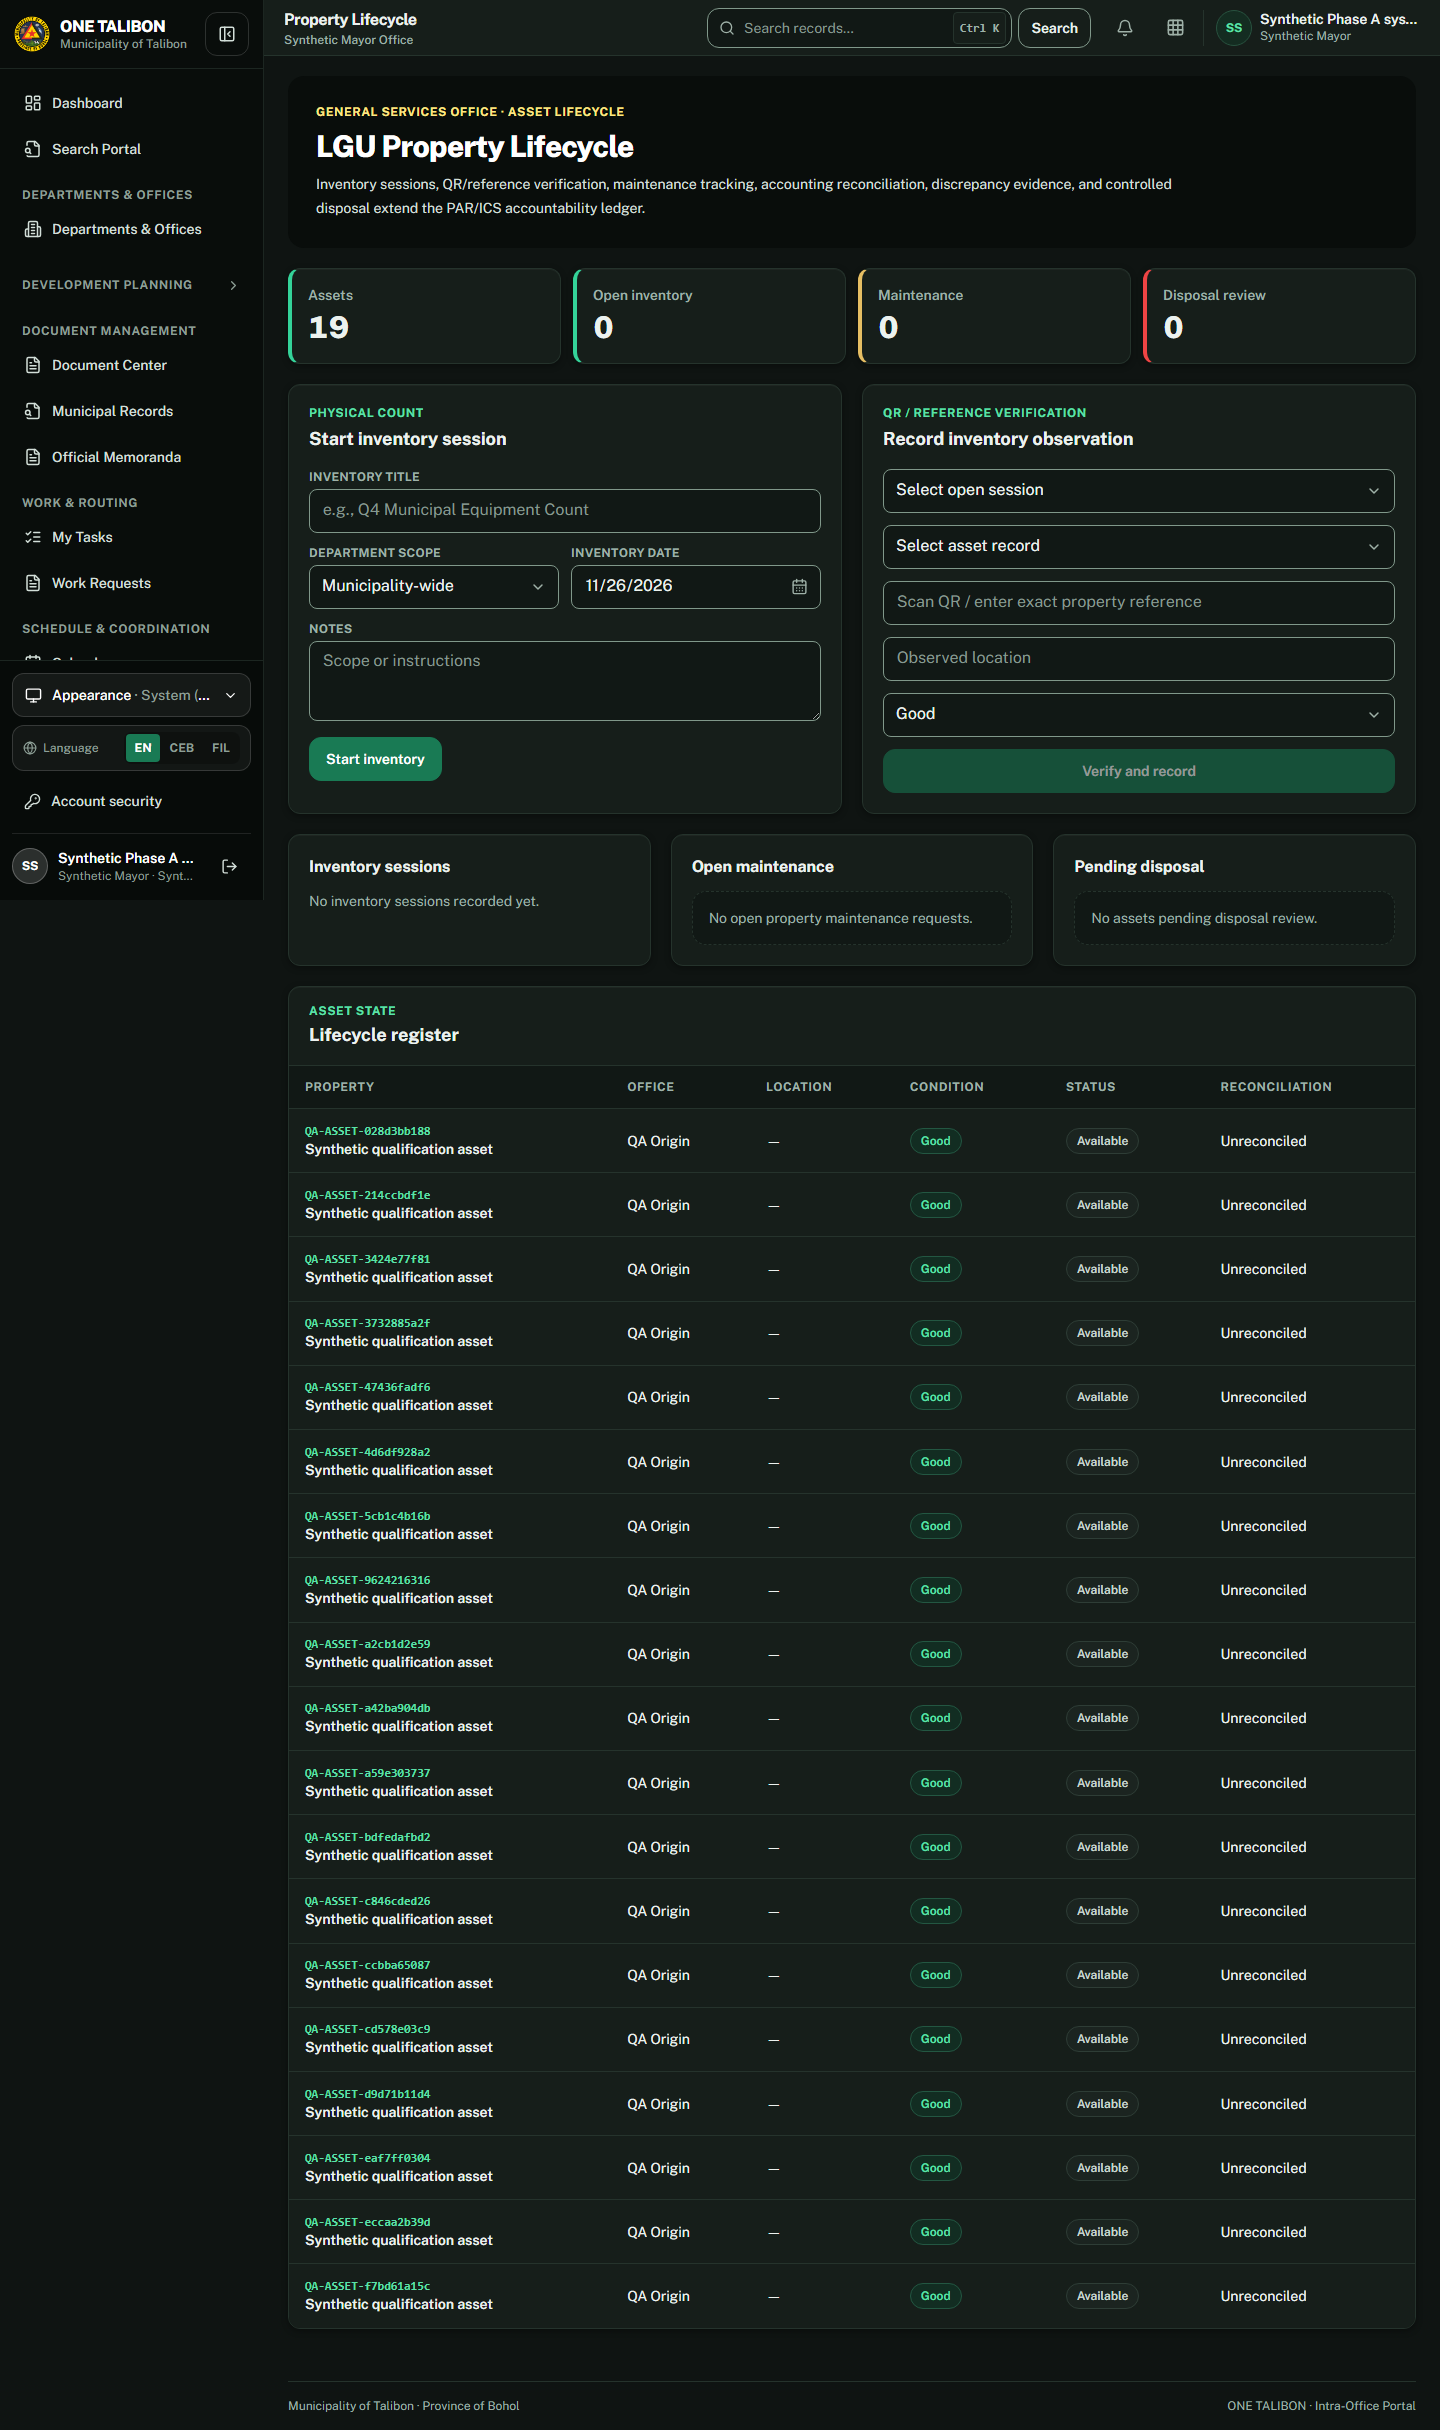 ONE TALIBON
Municipality of Talibon
Dashboard
Search Portal
DEPARTMENTS & OFFICES
Departments & Offices
DEVELOPMENT PLANNING
DOCUMENT MANAGEMENT
Document Center
Municipal Records
Official Memoranda
WORK & ROUTING
My Tasks
Work Requests
SCHEDULE & COORDINATION
Appearance · System (...
Language EN CEB FIL
Account security
SS Synthetic Phase A ...
Synthetic Mayor · Synt...
Property Lifecycle
Synthetic Mayor Office
Search records... Ctrl K Search
SS Synthetic Phase A sys...
Synthetic Mayor
GENERAL SERVICES OFFICE · ASSET LIFECYCLE
LGU Property Lifecycle
Inventory sessions, QR/reference verification, maintenance tracking, accounting reconciliation, discrepancy evidence, and controlled
disposal extend the PAR/ICS accountability ledger.
Assets
19
Open inventory
0
Maintenance
0
Disposal review
0
PHYSICAL COUNT
Start inventory session
INVENTORY TITLE
e.g., Q4 Municipal Equipment Count
DEPARTMENT SCOPE INVENTORY DATE
Municipality-wide 11/26/2026
NOTES
Scope or instructions
Start inventory
QR / REFERENCE VERIFICATION
Record inventory observation
Select open session
Select asset record
Scan QR / enter exact property reference
Observed location
Good
Verify and record
Inventory sessions
No inventory sessions recorded yet.
Open maintenance
No open property maintenance requests.
Pending disposal
No assets pending disposal review.
ASSET STATE
Lifecycle register
PROPERTY OFFICE LOCATION CONDITION STATUS RECONCILIATION
QA-ASSET-028d3bb188
Synthetic qualification asset QA Origin — Good Available Unreconciled
QA-ASSET-214ccbdf1e
Synthetic qualification asset QA Origin — Good Available Unreconciled
QA-ASSET-3424e77f81
Synthetic qualification asset QA Origin — Good Available Unreconciled
QA-ASSET-3732885a2f
Synthetic qualification asset QA Origin — Good Available Unreconciled
QA-ASSET-47436fadf6
Synthetic qualification asset QA Origin — Good Available Unreconciled
QA-ASSET-4d6df928a2
Synthetic qualification asset QA Origin — Good Available Unreconciled
QA-ASSET-5cb1c4b16b
Synthetic qualification asset QA Origin — Good Available Unreconciled
QA-ASSET-9624216316
Synthetic qualification asset QA Origin — Good Available Unreconciled
QA-ASSET-a2cb1d2e59
Synthetic qualification asset QA Origin — Good Available Unreconciled
QA-ASSET-a42ba904db
Synthetic qualification asset QA Origin — Good Available Unreconciled
QA-ASSET-a59e303737
Synthetic qualification asset QA Origin — Good Available Unreconciled
QA-ASSET-bdfedafbd2
Synthetic qualification asset QA Origin — Good Available Unreconciled
QA-ASSET-c846cded26
Synthetic qualification asset QA Origin — Good Available Unreconciled
QA-ASSET-ccbba65087
Synthetic qualification asset QA Origin — Good Available Unreconciled
QA-ASSET-cd578e03c9
Synthetic qualification asset QA Origin — Good Available Unreconciled
QA-ASSET-d9d71b11d4
Synthetic qualification asset QA Origin — Good Available Unreconciled
QA-ASSET-eaf7ff0304
Synthetic qualification asset QA Origin — Good Available Unreconciled
QA-ASSET-eccaa2b39d
Synthetic qualification asset QA Origin — Good Available Unreconciled
QA-ASSET-f7bd61a15c
Synthetic qualification asset QA Origin — Good Available Unreconciled
Municipality of Talibon · Province of Bohol
ONE TALIBON · Intra-Office Portal